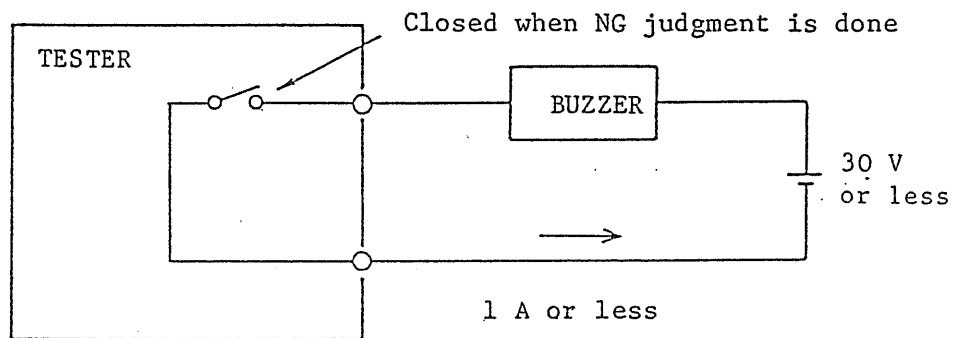 Closed when NG judgment is done
TESTER
BUZZER
30 V
or less
1 A or less